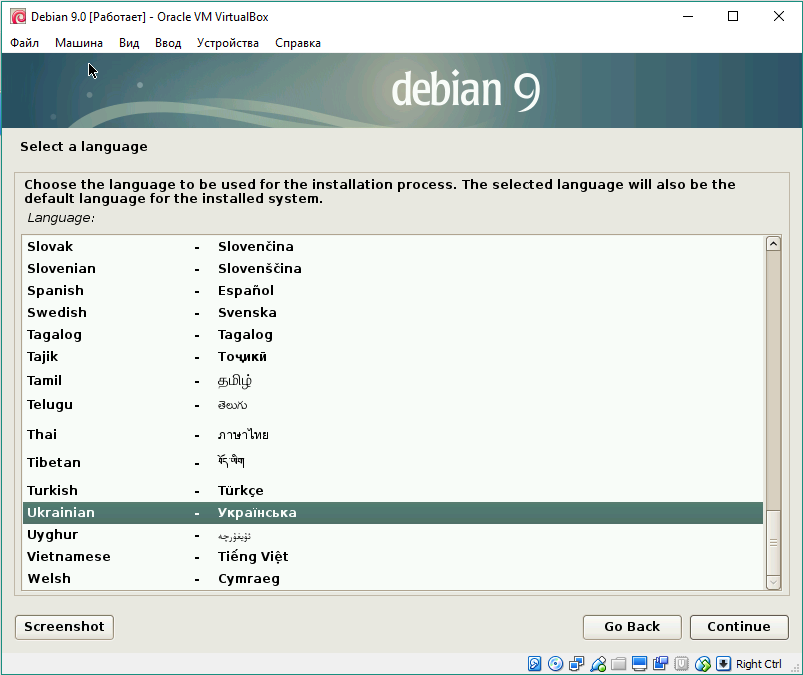 Debian 9.0 [Работает] - Oracle VM VirtualBox
Файл Машина Вид Ввод Устройства Справка
debian 9
Select a language
Choose the language to be used for the installation process. The selected language will also be the
default language for the installed system.
Language:
Slovak - Slovenčina
Slovenian - Slovenščina
Spanish - Español
Swedish - Svenska
Tagalog - Tagalog
Tajik - Тоҷикӣ
Tamil - தமிழ்
Telugu - తెలుగు
Thai - ภาษาไทย
Tibetan - བོད་ཡིག
Turkish - Türkçe
Ukrainian - Українська
Uyghur - ئۇيغۇرچە
Vietnamese - Tiếng Việt
Welsh - Cymraeg
Screenshot Go Back Continue
Right Ctrl